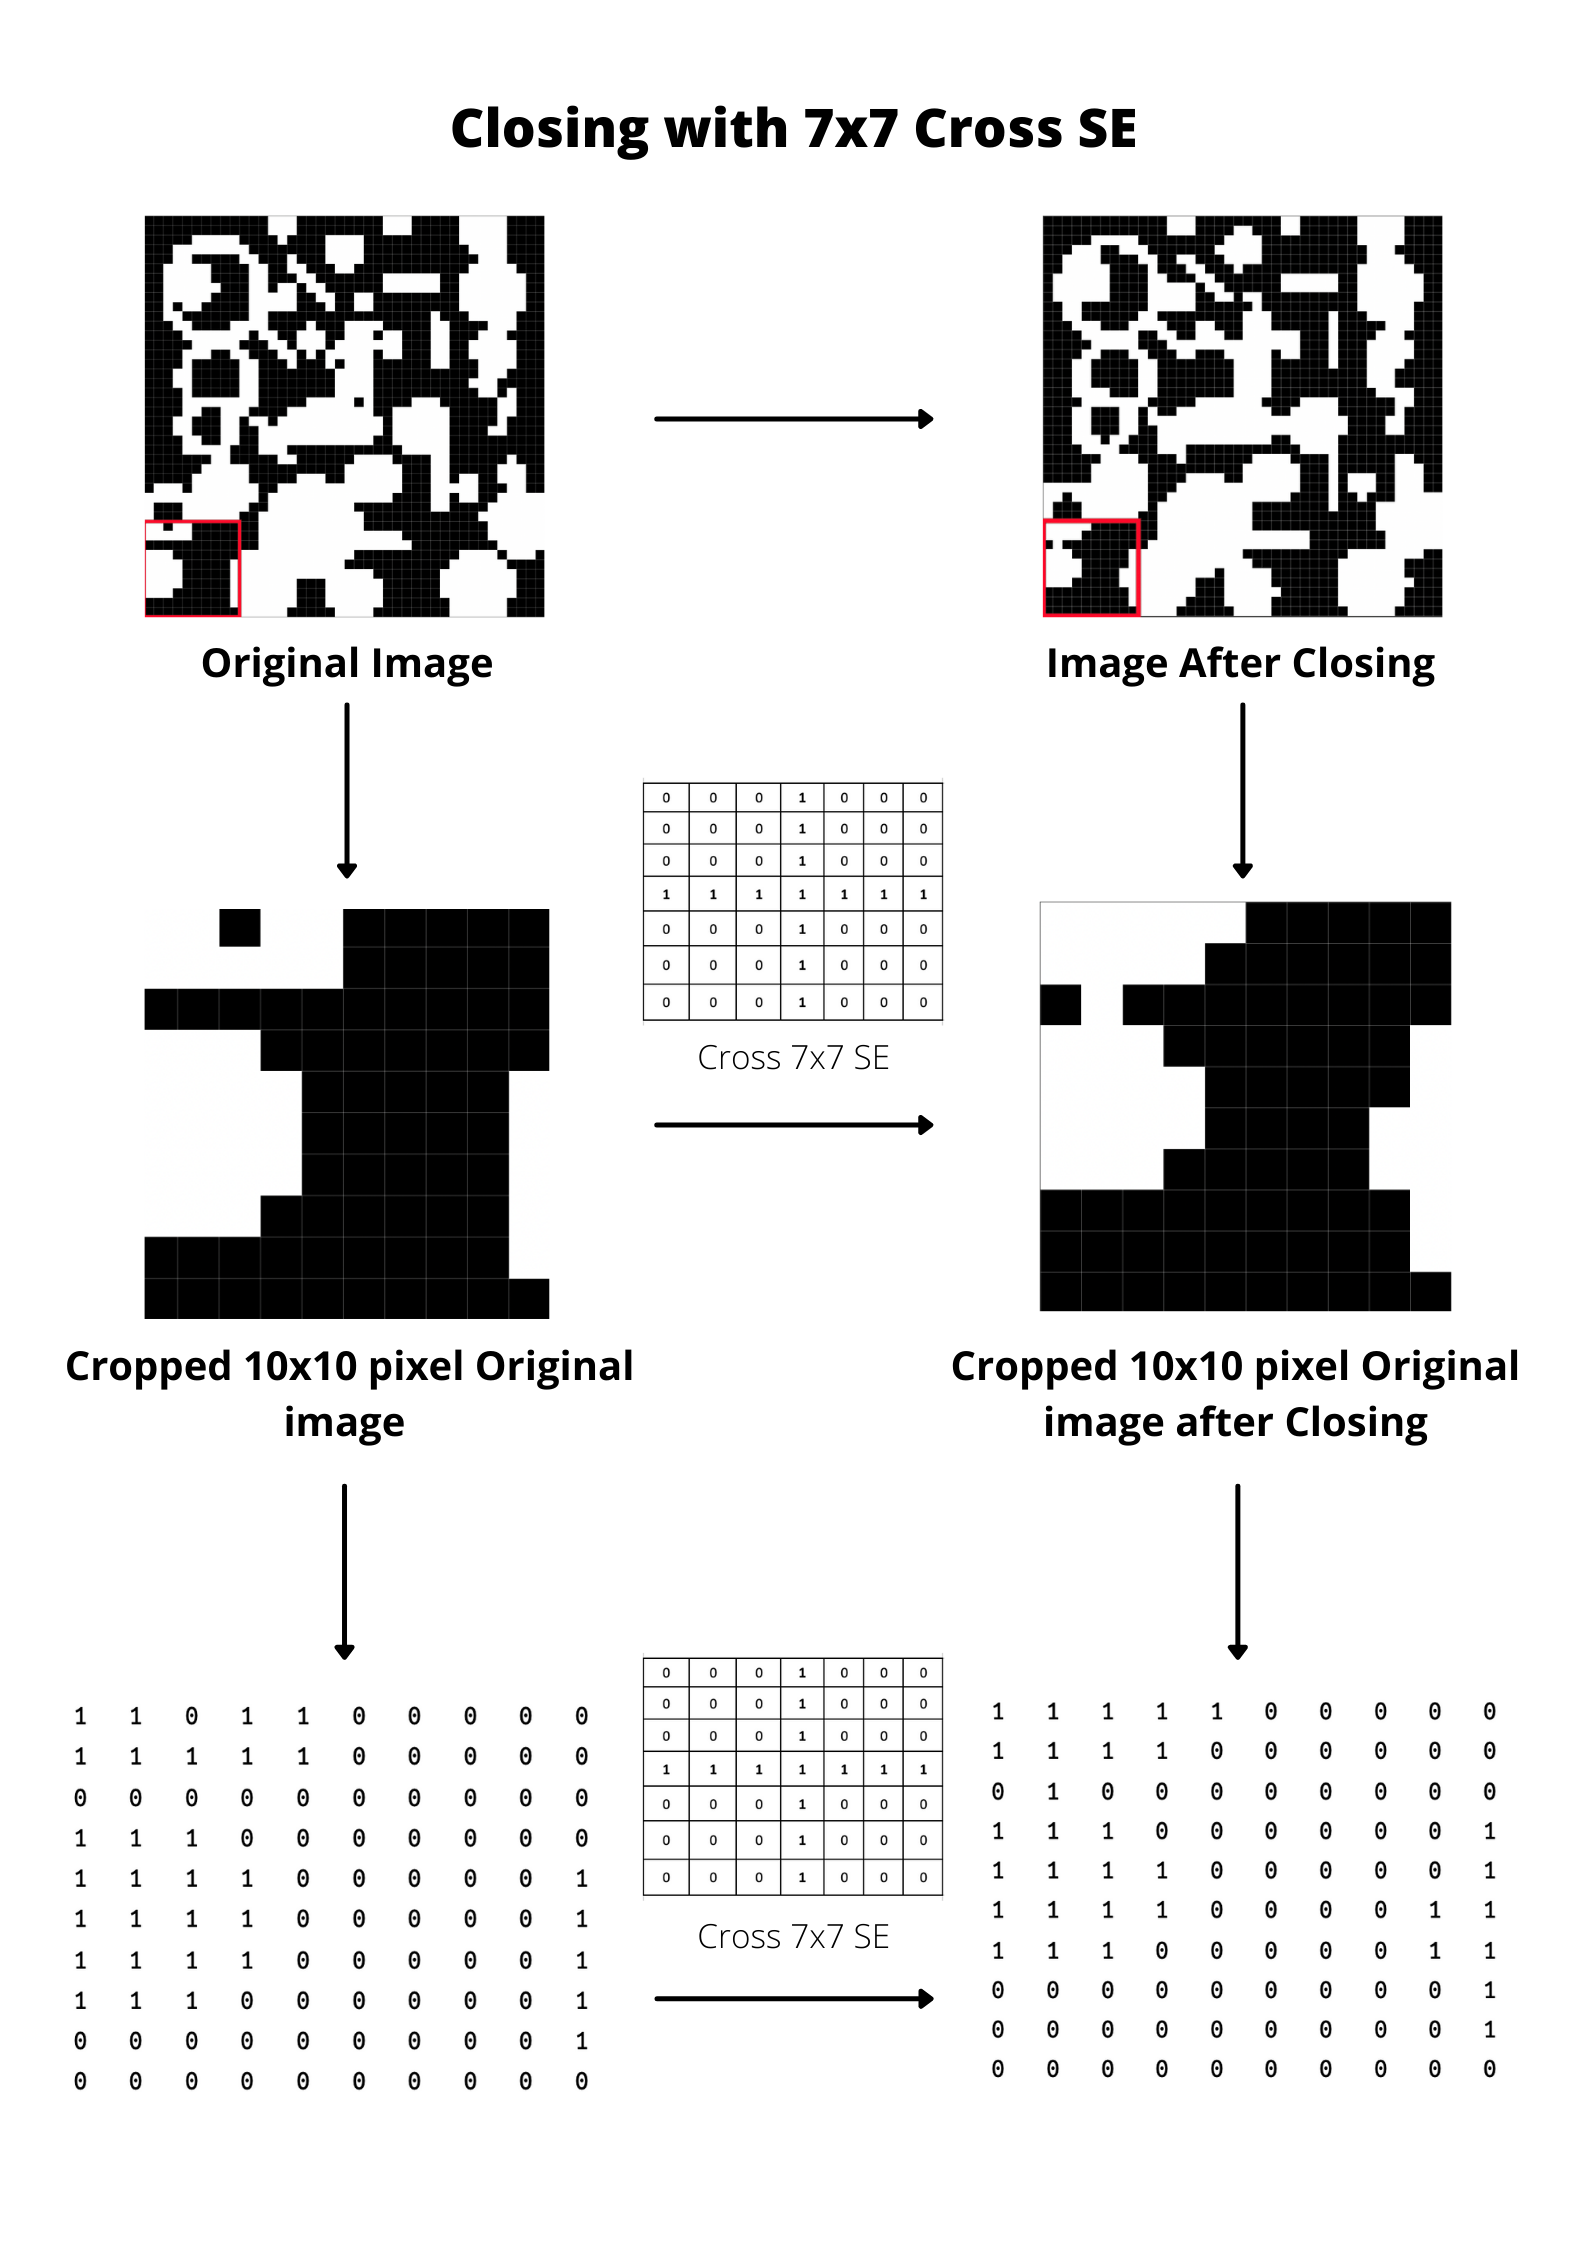 Closing with 7x7 Cross SE
Original Image
Image After Closing
0 0 0 1 0 0 0
0 0 0 1 0 0 0
0 0 0 1 0 0 0
1 1 1 1 1 1 1
0 0 0 1 0 0 0
0 0 0 1 0 0 0
0 0 0 1 0 0 0
Cross 7x7 SE
Cropped 10x10 pixel Original
image
Cropped 10x10 pixel Original
image after Closing
1 1 0 1 1 0 0 0 0 0
1 1 1 1 1 0 0 0 0 0
0 0 0 0 0 0 0 0 0 0
1 1 1 0 0 0 0 0 0 0
1 1 1 1 0 0 0 0 0 1
1 1 1 1 0 0 0 0 0 1
1 1 1 1 0 0 0 0 0 1
1 1 1 0 0 0 0 0 0 1
0 0 0 0 0 0 0 0 0 1
0 0 0 0 0 0 0 0 0 0
0 0 0 1 0 0 0
0 0 0 1 0 0 0
0 0 0 1 0 0 0
1 1 1 1 1 1 1
0 0 0 1 0 0 0
0 0 0 1 0 0 0
0 0 0 1 0 0 0
Cross 7x7 SE
1 1 1 1 1 0 0 0 0 0
1 1 1 1 0 0 0 0 0 0
0 1 0 0 0 0 0 0 0 0
1 1 1 0 0 0 0 0 0 1
1 1 1 1 0 0 0 0 0 1
1 1 1 1 0 0 0 0 1 1
1 1 1 0 0 0 0 0 1 1
0 0 0 0 0 0 0 0 0 1
0 0 0 0 0 0 0 0 0 1
0 0 0 0 0 0 0 0 0 0